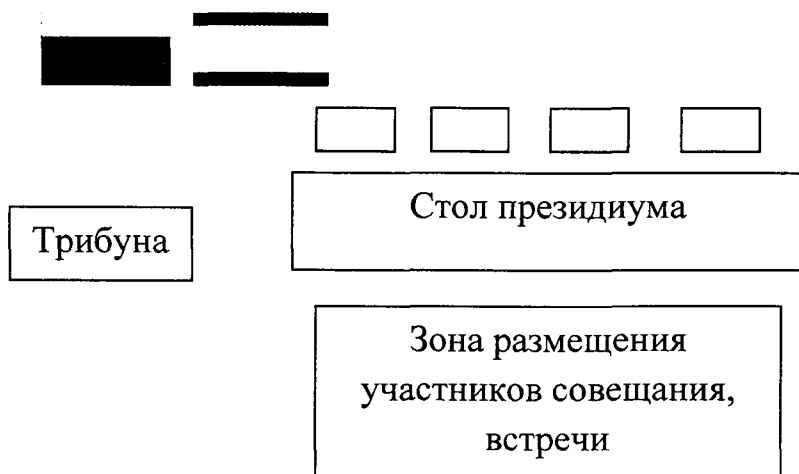 Стол президиума
Трибуна
Зона размещения
участников совещания,
встречи